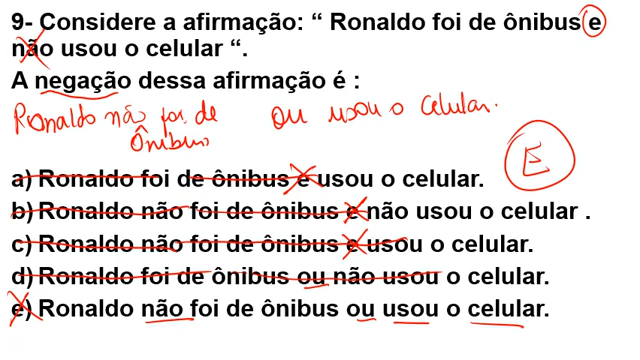 9- Considere a afirmação: “ Ronaldo foi de ônibus e
não usou o celular “.
A negação dessa afirmação é :
Ronaldo não foi de ou usou o celular.
Ônibus
E
a) Ronaldo foi de ônibus e usou o celular.
b) Ronaldo não foi de ônibus e não usou o celular .
c) Ronaldo não foi de ônibus e usou o celular.
d) Ronaldo foi de ônibus ou não usou o celular.
e) Ronaldo não foi de ônibus ou usou o celular.